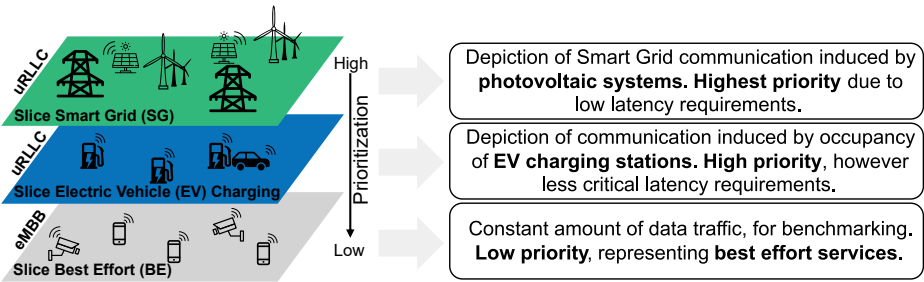 uRLLC
Slice Smart Grid (SG)
uRLLC
Slice Electric Vehicle (EV) Charging
eMBB
Slice Best Effort (BE)
High
Prioritization
Low
Depiction of Smart Grid communication induced by
photovoltaic systems. Highest priority due to
low latency requirements.
Depiction of communication induced by occupancy
of EV charging stations. High priority, however
less critical latency requirements.
Constant amount of data traffic, for benchmarking.
Low priority, representing best effort services.